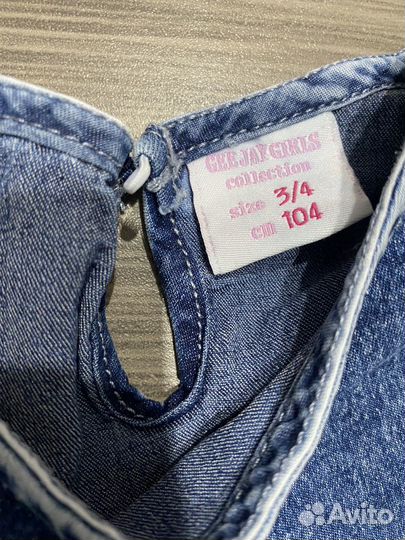 GEEJAY GIRLS
collection
size 3/4
cm 104
Avito